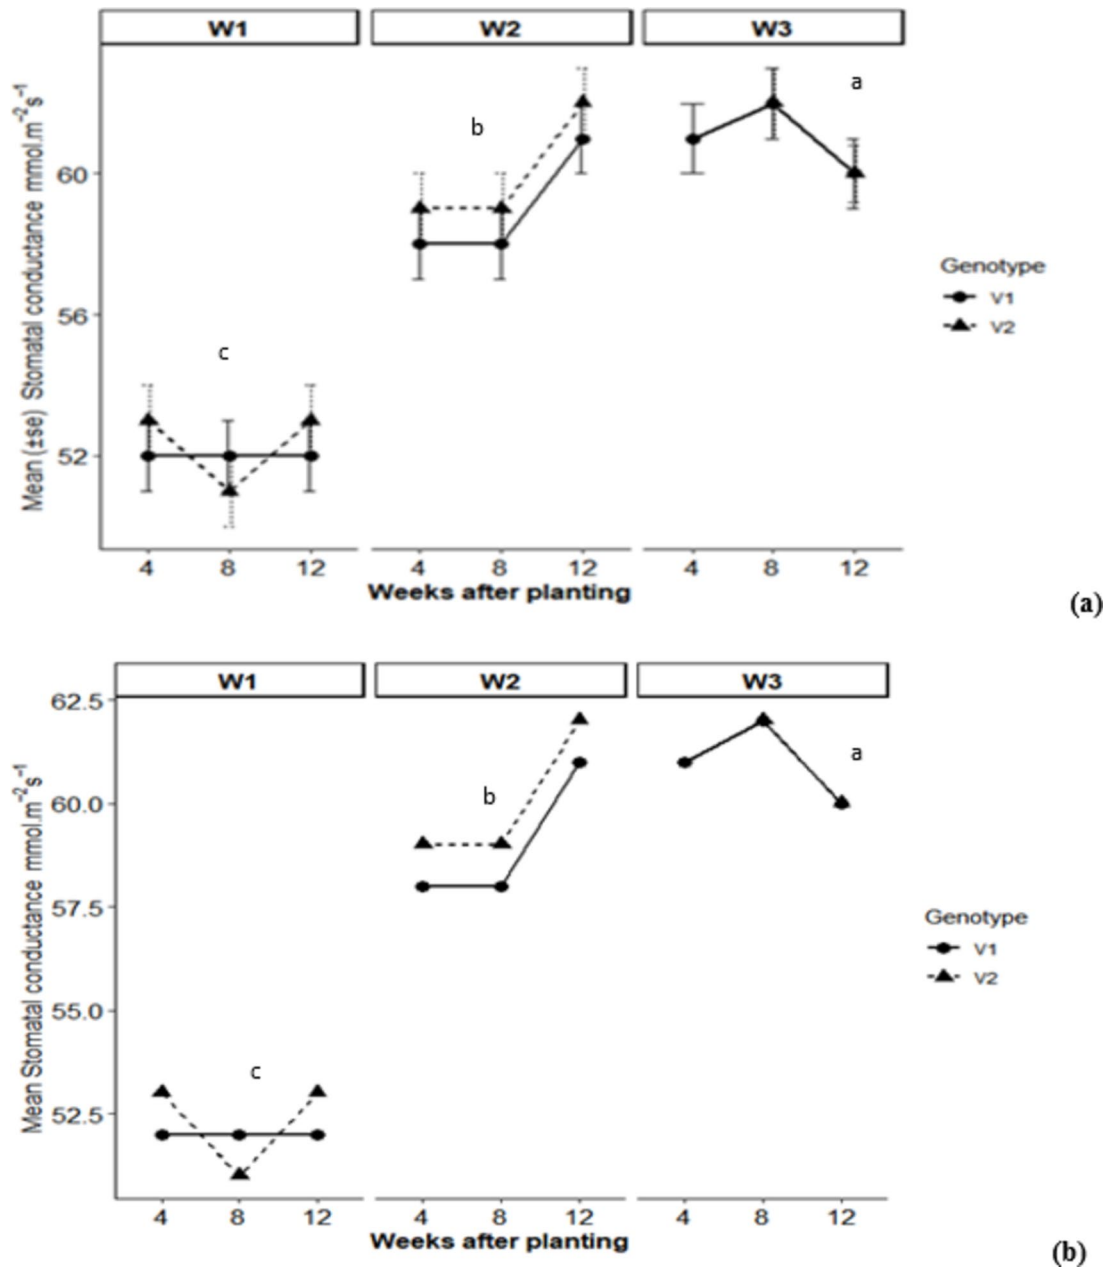 W1 W2 W3
a
b
60
Genotype
V1
56
V2
c
52
4 8 12 4 8 12 4 8 12
Weeks after planting
Mean (±se) Stomatal conductance mmol.m⁻²s⁻¹
(a)
W1 W2 W3
62.5
a
b
60.0
57.5
Genotype
V1
V2
55.0
c
52.5
4 8 12 4 8 12 4 8 12
Weeks after planting
Mean Stomatal conductance mmol.m⁻²s⁻¹
(b)